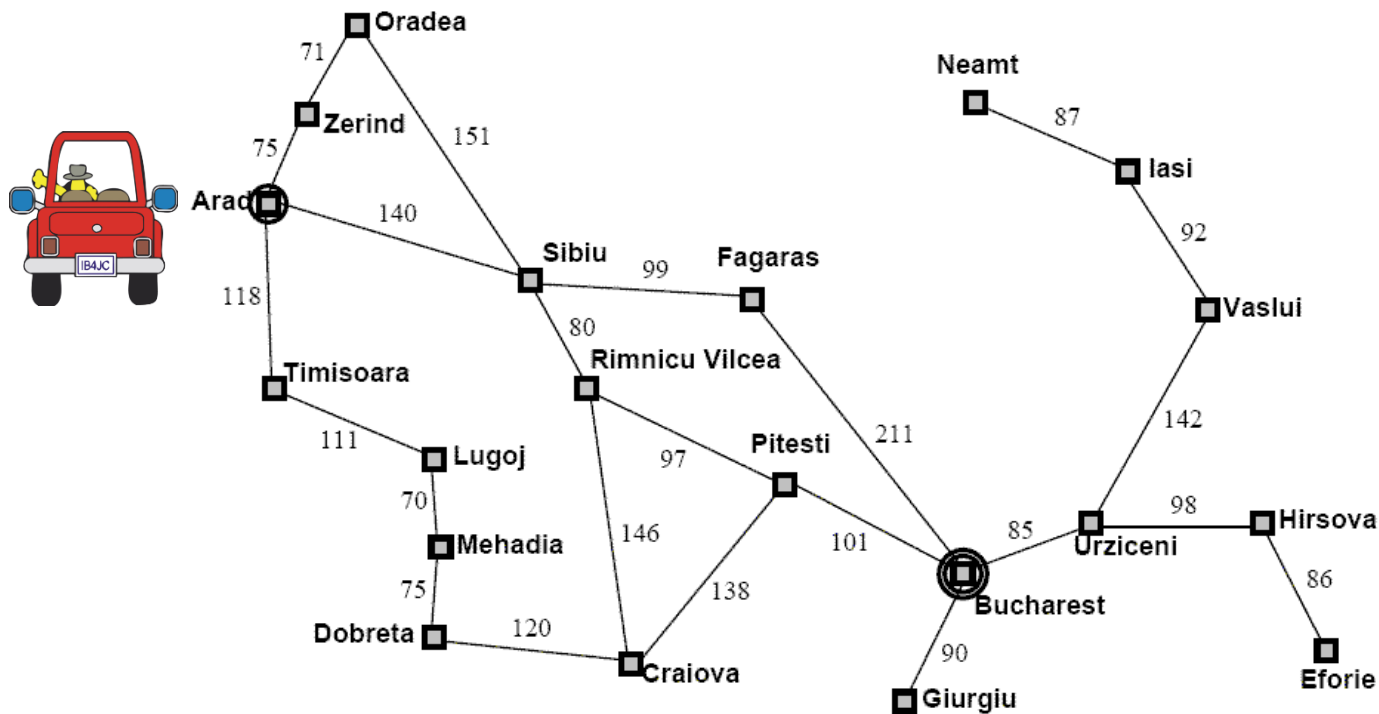 Oradea
71
Neamt
Zerind
87
151
75
Iasi
Arad
140
92
Sibiu
Fagaras
99
IB4JC
118
Vaslui
80
Rimnicu Vilcea
Timisoara
142
211
111
Pitesti
Lugoj
97
70
98
Hirsova
146
85
Urziceni
Mehadia
101
86
75
138
Bucharest
Dobreta
120
90
Craiova
Eforie
Giurgiu